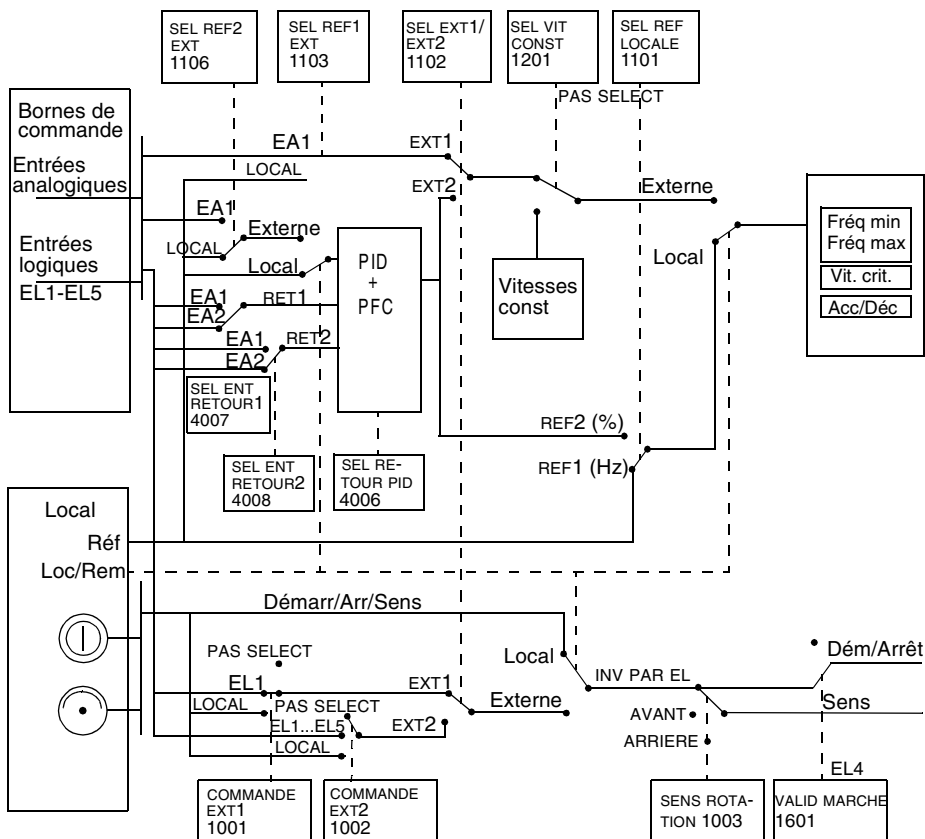 SEL REF2
EXT
1106
SEL REF1
EXT
1103
SEL EXT1/
EXT2
1102
SEL VIT
CONST
1201
SEL REF
LOCALE
1101
PAS SELECT
Bornes de
commande
Entrées
analogiques
Entrées
logiques
EL1-EL5
EA1
EXT1
LOCAL
EXT2
Externe
EA1
Externe
LOCAL
Local
EA1
RET1
EA2
EA1
RET2
EA2
PID
+
PFC
Vitesses
const
Local
Fréq min
Fréq max
Vit. crit.
Acc/Déc
SEL ENT
RETOUR1
4007
SEL ENT
RETOUR2
4008
SEL RE-
TOUR PID
4006
REF2 (%)
REF1 (Hz)
Local
Réf
Loc/Rem
Démarr/Arr/Sens
PAS SELECT
EL1
EXT1
LOCAL
PAS SELECT
EL1...EL5
EXT2
LOCAL
Local
Externe
INV PAR EL
Dém/Arrêt
Sens
AVANT
ARRIERE
EL4
COMMANDE
EXT1
1001
COMMANDE
EXT2
1002
SENS ROTA-
TION 1003
VALID MARCHE
1601